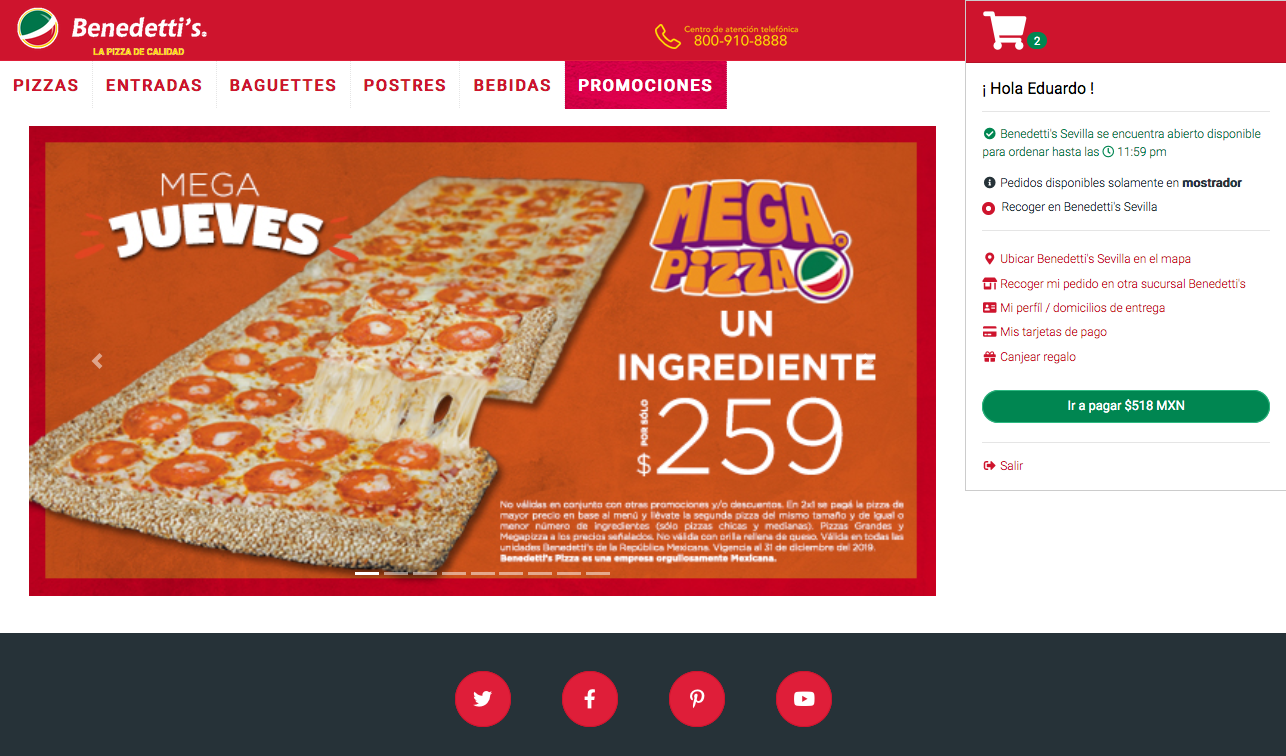 Benedetti's.
LA PIZZA DE CALIDAD
Centro de atención telefónica
800-910-8888
2
PIZZAS
ENTRADAS
BAGUETTES
POSTRES
BEBIDAS
PROMOCIONES
MEGA
JUEVES
MEGA
PIZZA
UN
INGREDIENTE
POR SÓLO
$259
No válidas en conjunto con otras promociones y/o descuentos. En 2x1 se pagá la pizza de
mayor precio en base al menú y llévate la segunda pizza del mismo tamaño y de igual o
menor número de ingredientes (sólo pizzas chicas y medianas). Pizzas Grandes y
Megapizza a los precios señalados. No válida con orilla rellena de queso. Válida en todas las
unidades Benedetti's de la República Mexicana. Vigencia al 31 de diciembre del 2019.
Benedetti's Pizza es una empresa orgullosamente Mexicana.
¡ Hola Eduardo !
Benedetti's Sevilla se encuentra abierto disponible
para ordenar hasta las 11:59 pm
Pedidos disponibles solamente en mostrador
Recoger en Benedetti's Sevilla
Ubicar Benedetti's Sevilla en el mapa
Recoger mi pedido en otra sucursal Benedetti's
Mi perfil / domicilios de entrega
Mis tarjetas de pago
Canjear regalo
Ir a pagar $518 MXN
Salir